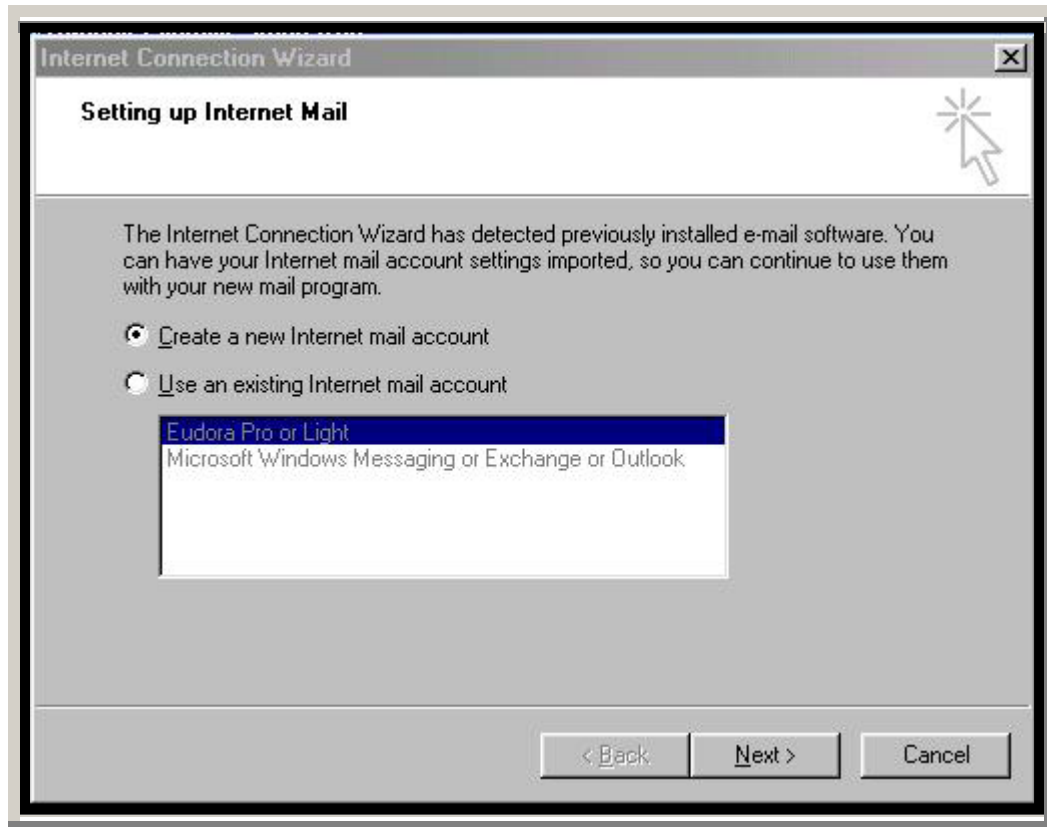 Internet Connection Wizard
Setting up Internet Mail
The Internet Connection Wizard has detected previously installed e-mail software. You
can have your Internet mail account settings imported, so you can continue to use them
with your new mail program.
Create a new Internet mail account
Use an existing Internet mail account
Eudora Pro or Light
Microsoft Windows Messaging or Exchange or Outlook
< Back
Next >
Cancel